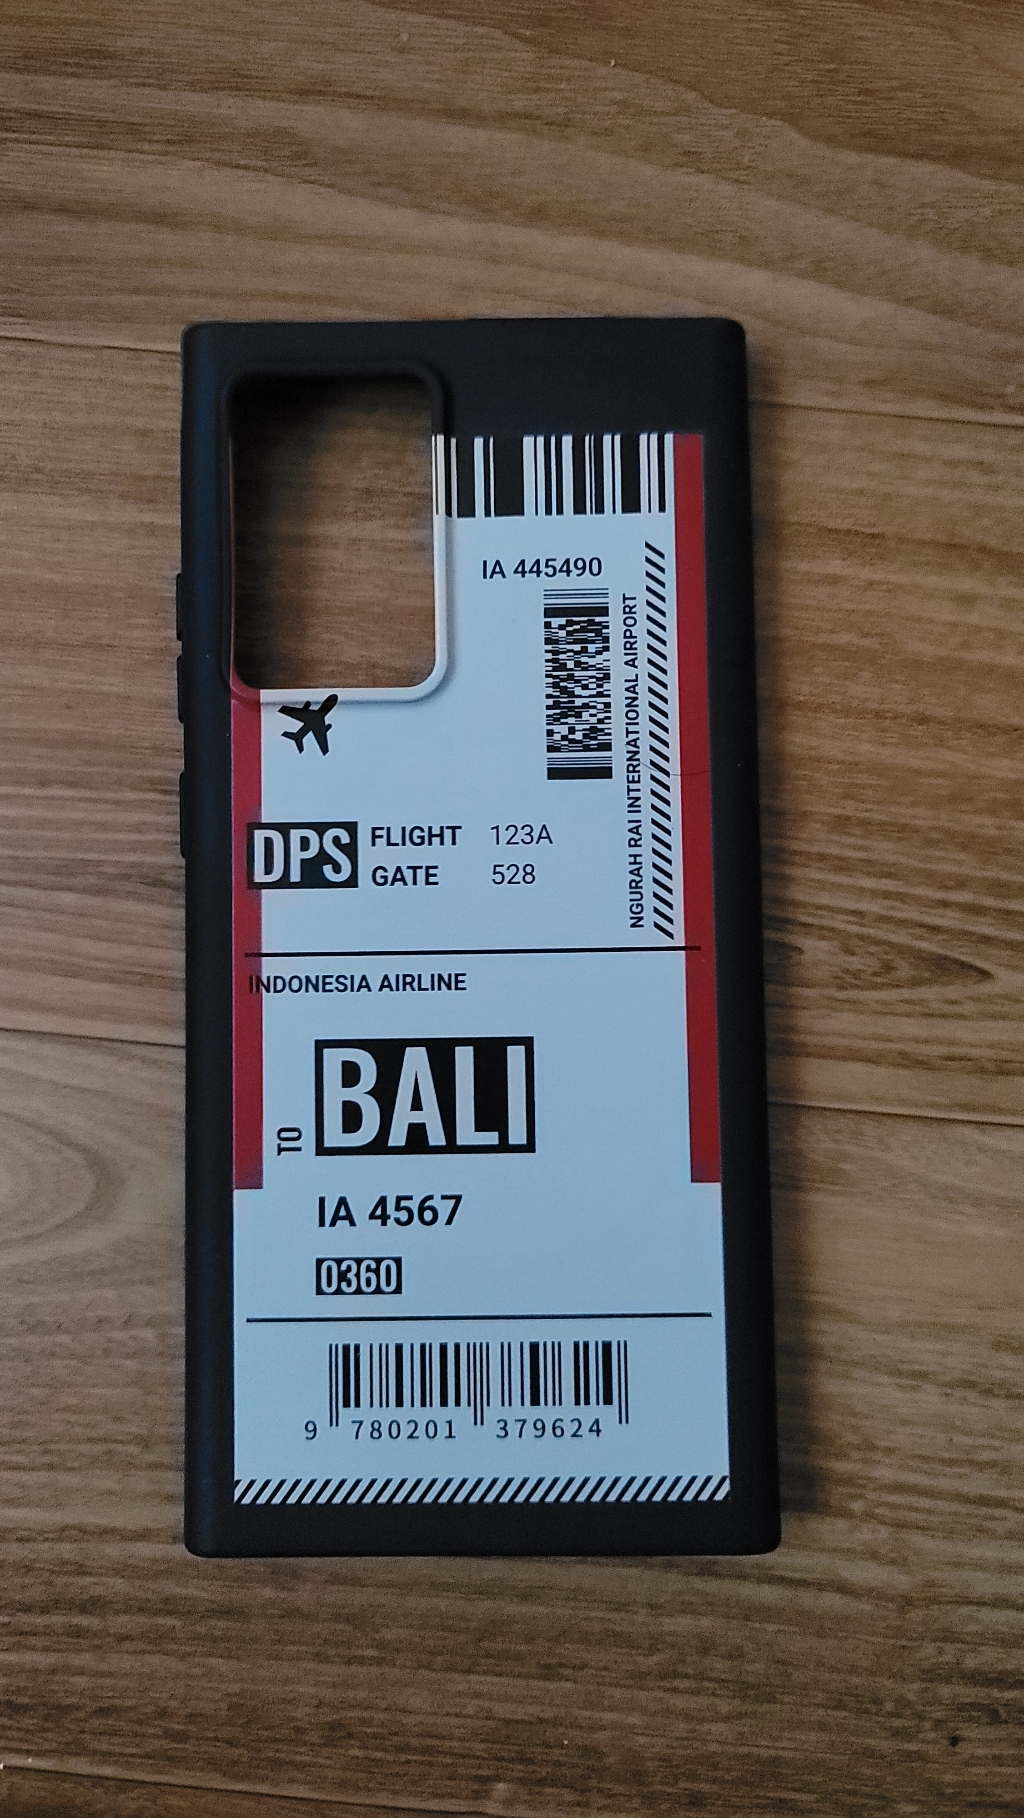 IA 445490
NGURAH RAI INTERNATIONAL AIRPORT
DPS
FLIGHT 123A
GATE 528
INDONESIA AIRLINE
TO
BALI
IA 4567
0360
9 780201 379624